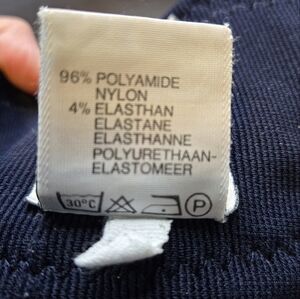 96% POLYAMIDE
NYLON
4% ELASTHAN
ELASTANE
ELASTHANNE
POLYURETHAAN-
ELASTOMEER
30°C P